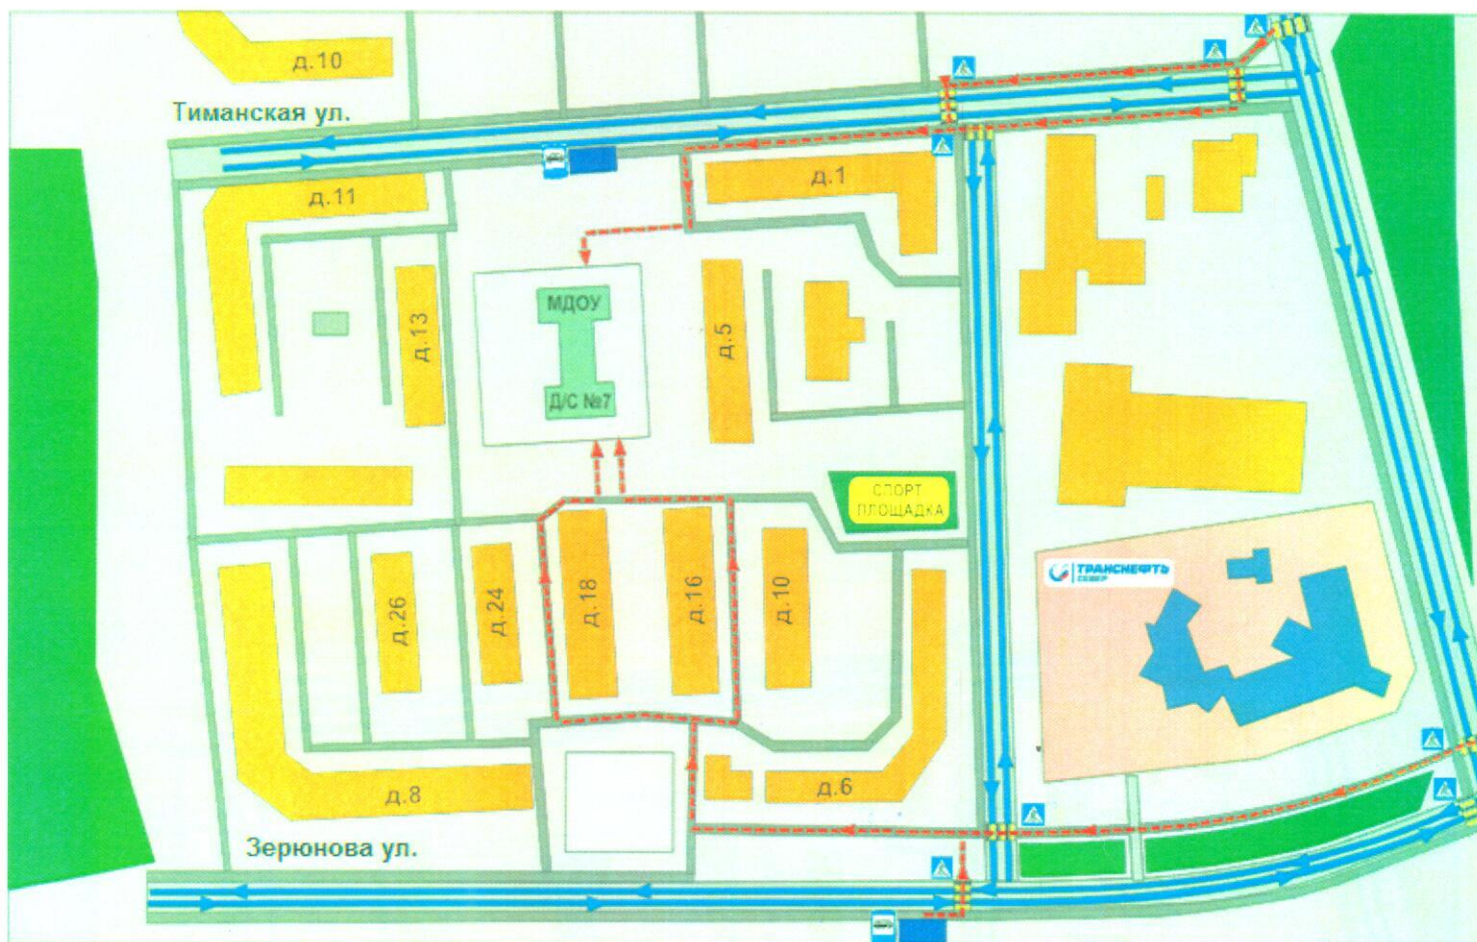 д.10
Тиманская ул.
д.1
д.11
МДОУ
д.13
д.5
Д/С №7
СПОРТ
ПЛОЩАДКА
ТРАНСНЕФТЬ
СЕВЕР
д.18
д.16
д.10
д.24
д.26
д.6
д.8
Зерюнова ул.